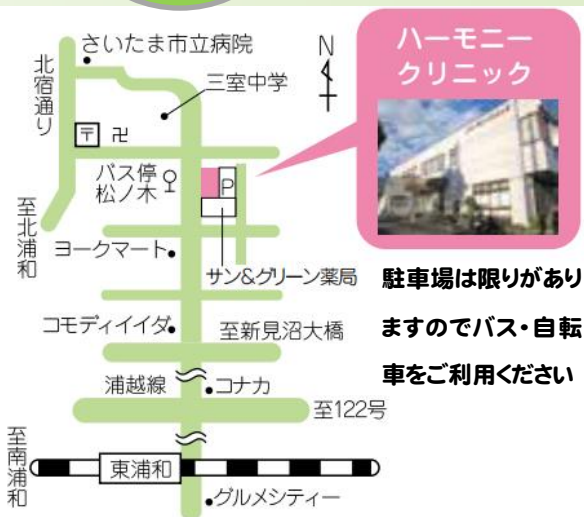 さいたま市立病院
N
ハーモニー
クリニック
北宿通り
三室中学
〒 卍
バス停
松ノ木
P
至北浦和
ヨークマート
サン&グリーン薬局
駐車場は限りがあり
ますのでバス・自転
車をご利用ください
コモディイイダ
至新見沼大橋
浦越線
コナカ
至122号
至南浦和
東浦和
グルメシティー